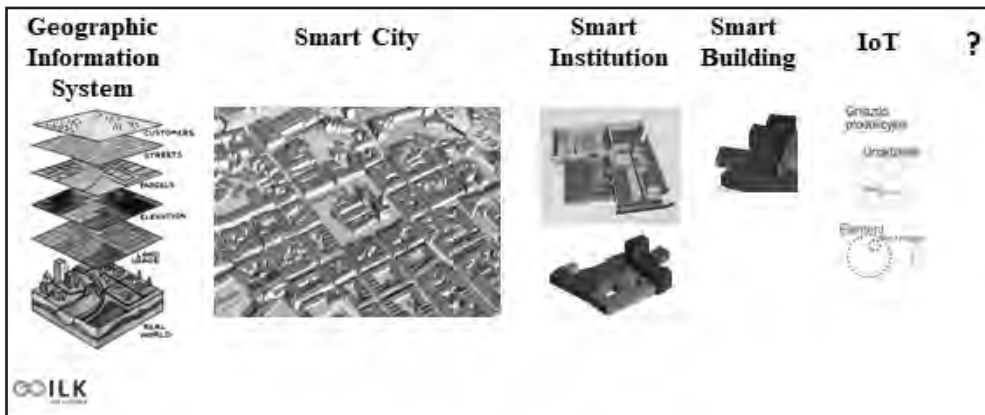 Geographic
Information
System
Smart City
Smart
Institution
Smart
Building
IoT
?
CUSTOMERS
STREETS
PARCELS
ELEVATION
REAL
WORLD
Gniazdo
produkcyjne
Element
ILK